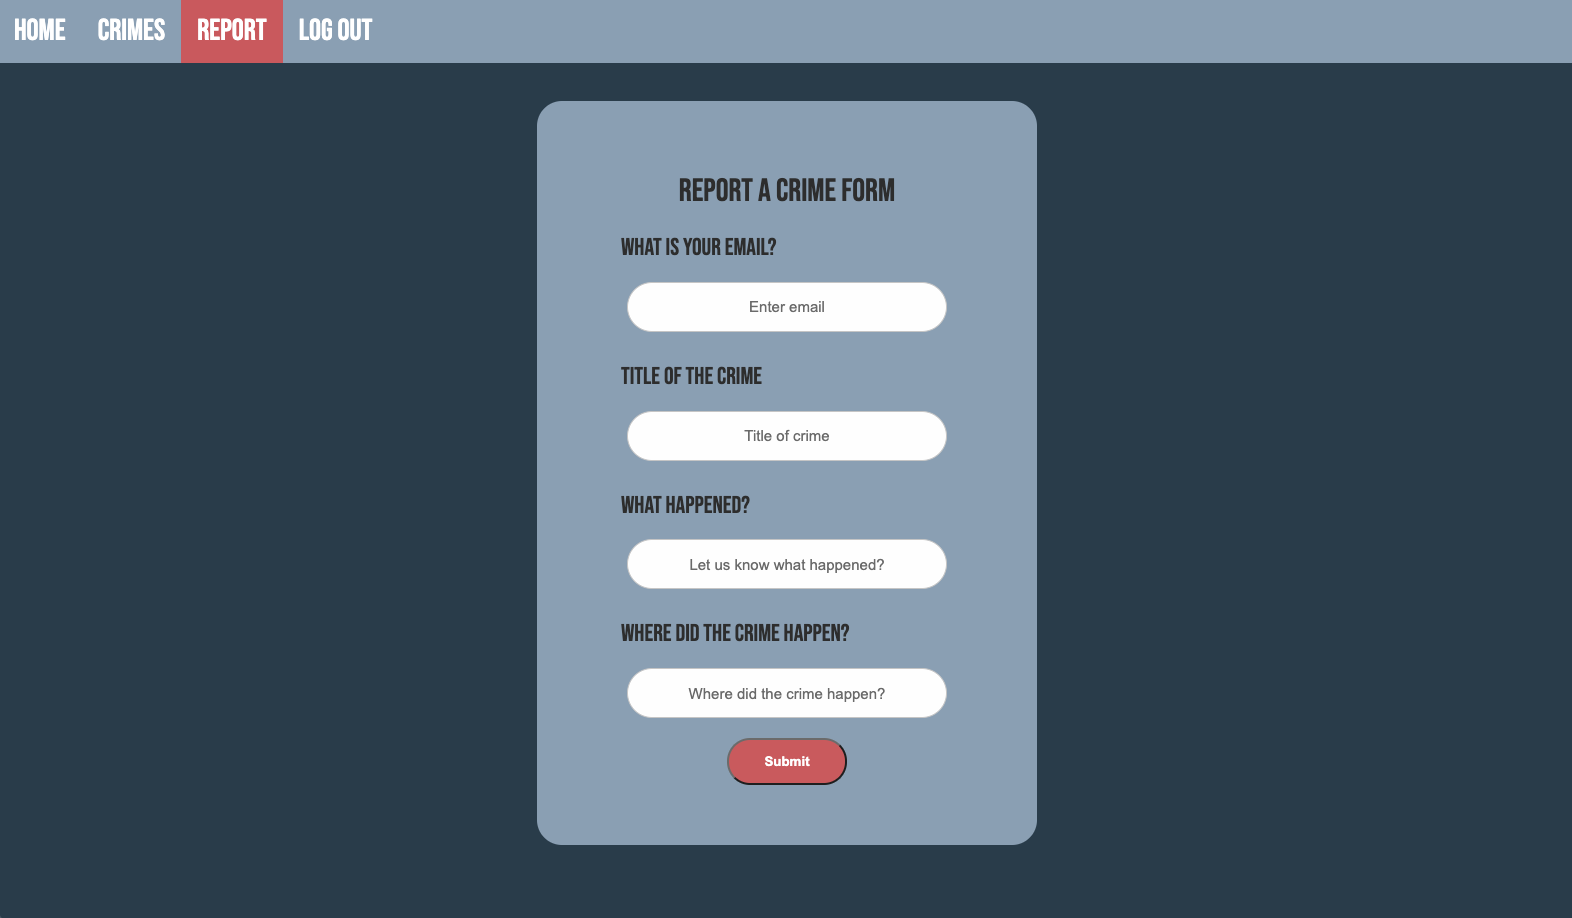 HOME CRIMES REPORT LOG OUT
REPORT A CRIME FORM
WHAT IS YOUR EMAIL?
Enter email
TITLE OF THE CRIME
Title of crime
WHAT HAPPENED?
Let us know what happened?
WHERE DID THE CRIME HAPPEN?
Where did the crime happen?
Submit